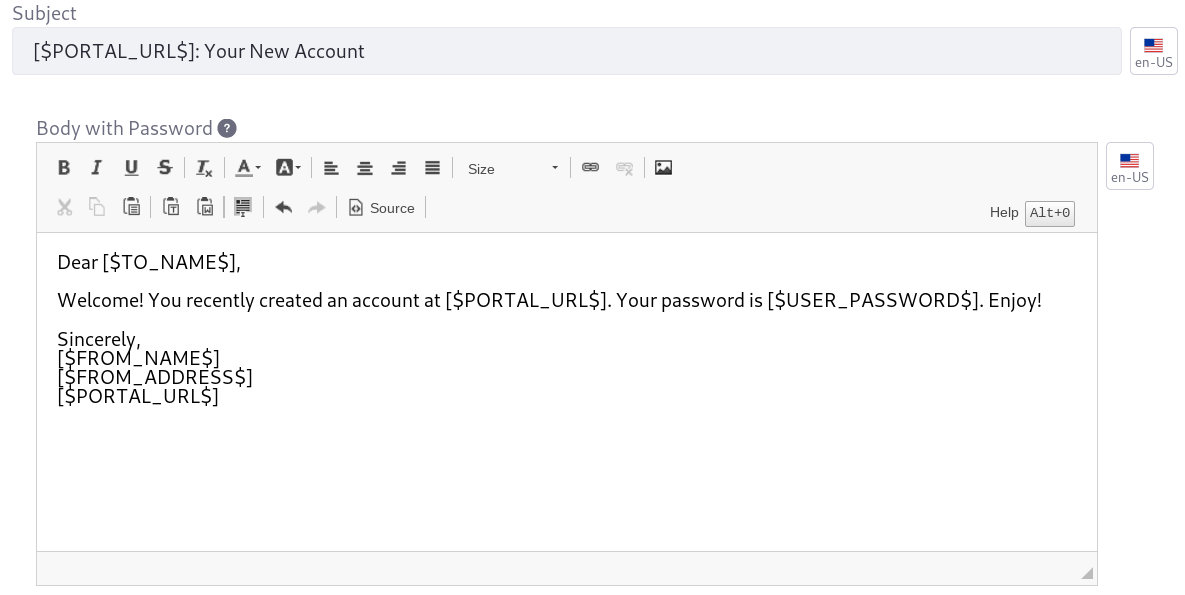 Subject
[$PORTAL_URL$]: Your New Account
en-US
Body with Password ?
en-US
B I U S Tx A A Size
Source
Help Alt+0
Dear [$TO_NAME$],
Welcome! You recently created an account at [$PORTAL_URL$]. Your password is [$USER_PASSWORD$]. Enjoy!
Sincerely,
[$FROM_NAME$]
[$FROM_ADDRESS$]
[$PORTAL_URL$]